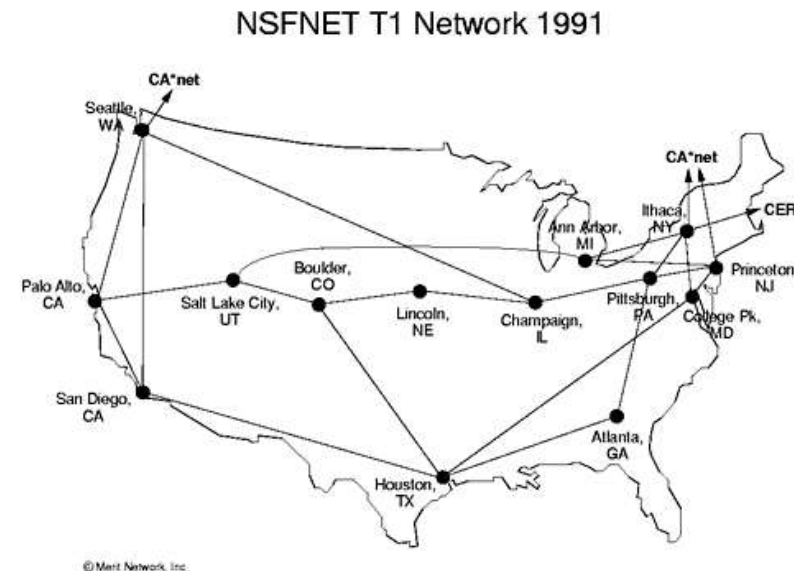 NSFNET T1 Network 1991
CA*net
Seattle,
WA
CA*net
Ithaca,
NY
CER
Ann Arbor,
MI
Boulder,
CO
Princeton
NJ
Palo Alto,
CA
Salt Lake City,
UT
Lincoln,
NE
Champaign,
IL
Pittsburgh,
PA
College Pk,
MD
San Diego,
CA
Atlanta,
GA
Houston,
TX
© Merit Network, Inc